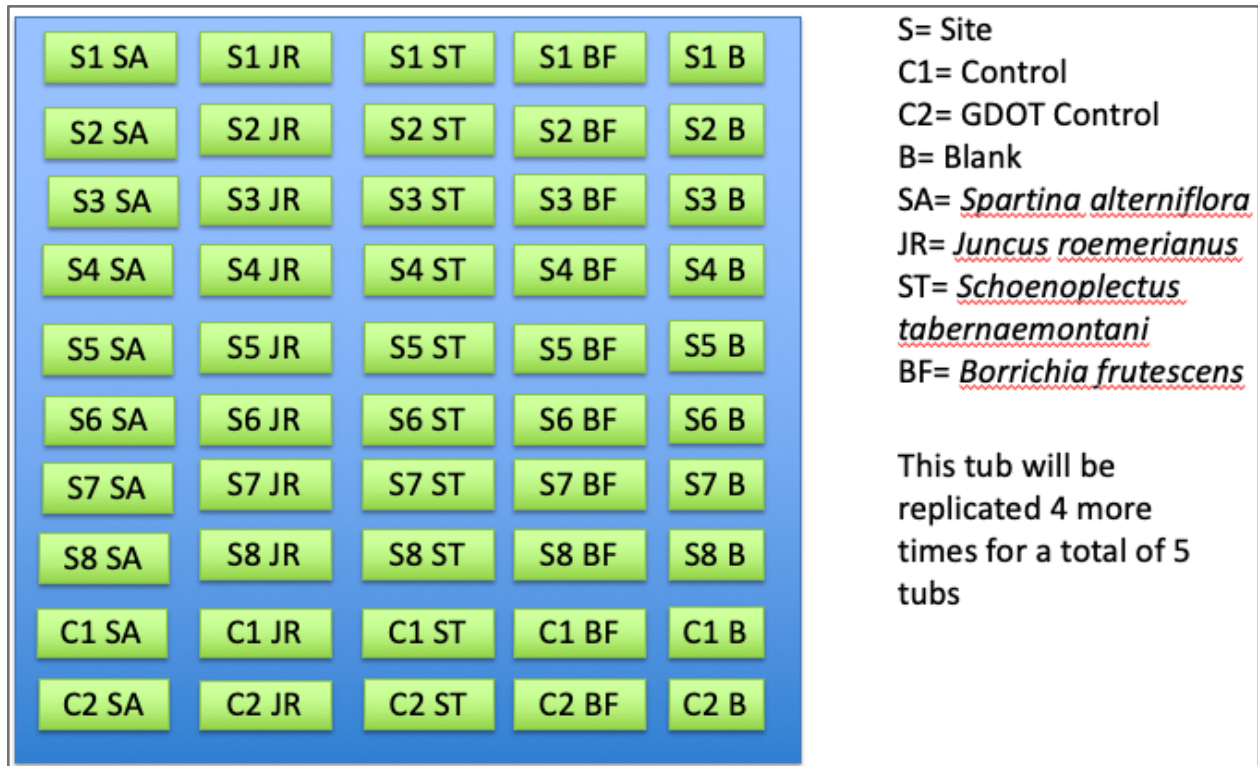 S1 SA S1 JR S1 ST S1 BF S1 B
S2 SA S2 JR S2 ST S2 BF S2 B
S3 SA S3 JR S3 ST S3 BF S3 B
S4 SA S4 JR S4 ST S4 BF S4 B
S5 SA S5 JR S5 ST S5 BF S5 B
S6 SA S6 JR S6 ST S6 BF S6 B
S7 SA S7 JR S7 ST S7 BF S7 B
S8 SA S8 JR S8 ST S8 BF S8 B
C1 SA C1 JR C1 ST C1 BF C1 B
C2 SA C2 JR C2 ST C2 BF C2 B
S= Site
C1= Control
C2= GDOT Control
B= Blank
SA= Spartina alterniflora
JR= Juncus roemerianus
ST= Schoenoplectus
tabernaemontani
BF= Borrichia frutescens
This tub will be
replicated 4 more
times for a total of 5
tubs